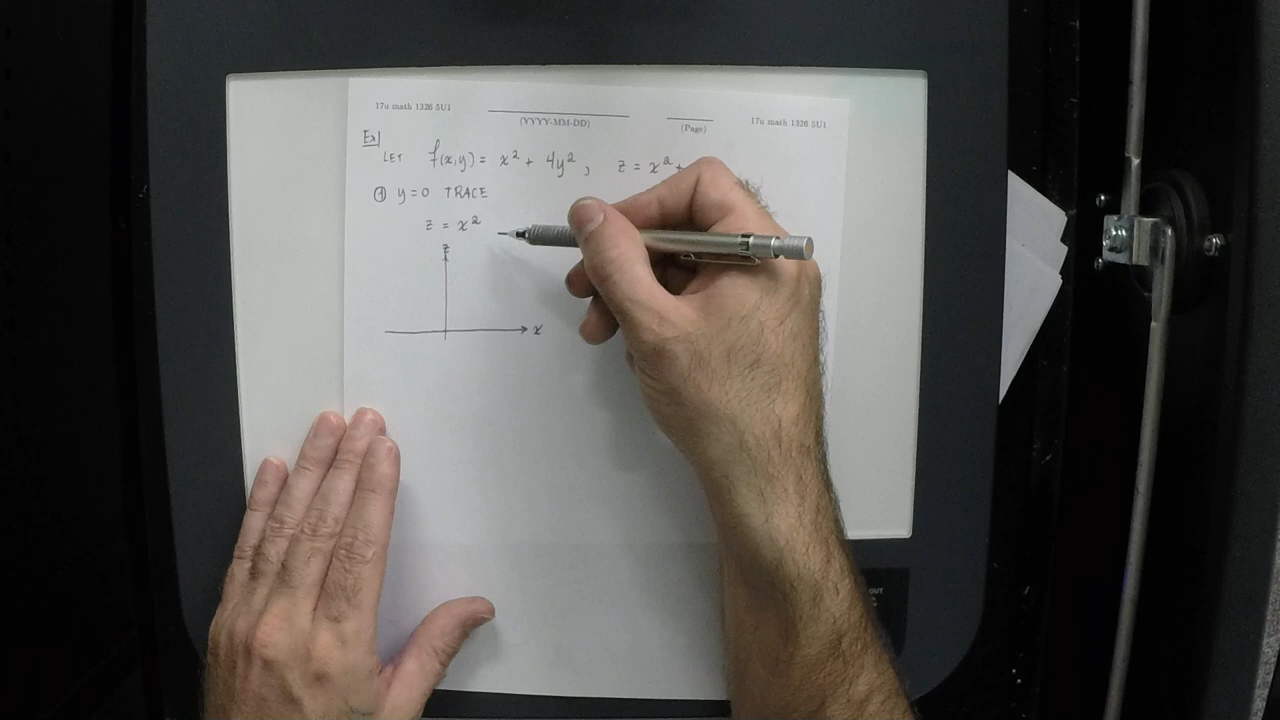 17u math 1326 5U1 (YYYY-MM-DD) (Page) 17u math 1326 5U1
Ex1
LET f(x,y) = x² + 4y², z = x² +
① y=0 TRACE
z = x²
z
x